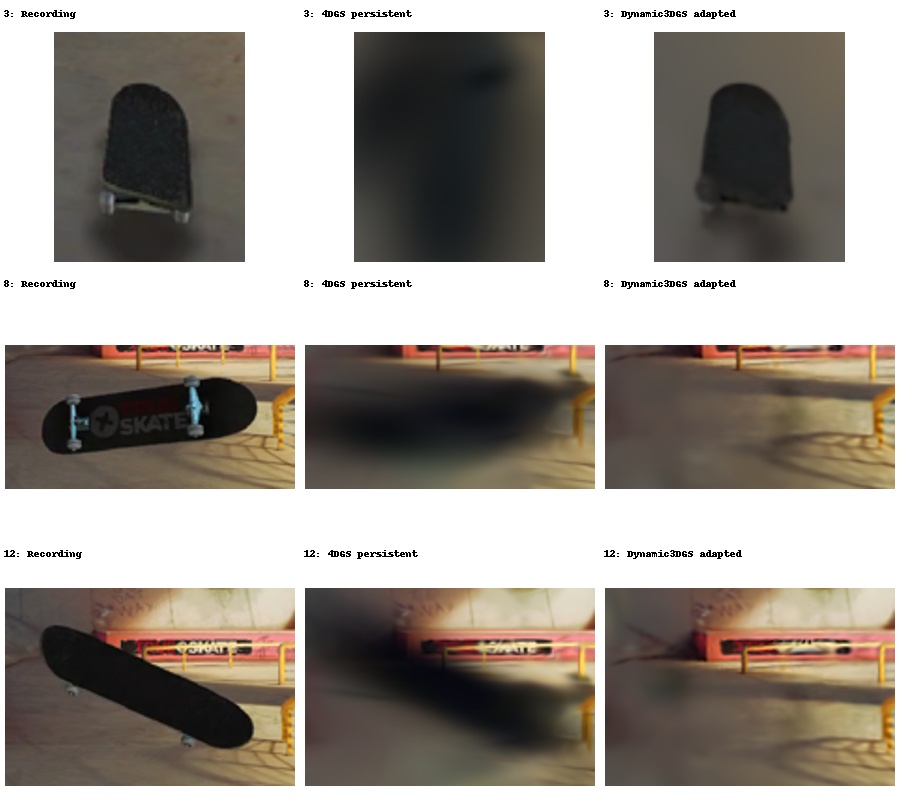 3: Recording
3: 4DGS persistent
3: Dynamic3DGS adapted
8: Recording
8: 4DGS persistent
8: Dynamic3DGS adapted
SKATE
12: Recording
12: 4DGS persistent
12: Dynamic3DGS adapted
SKATE
SKATE